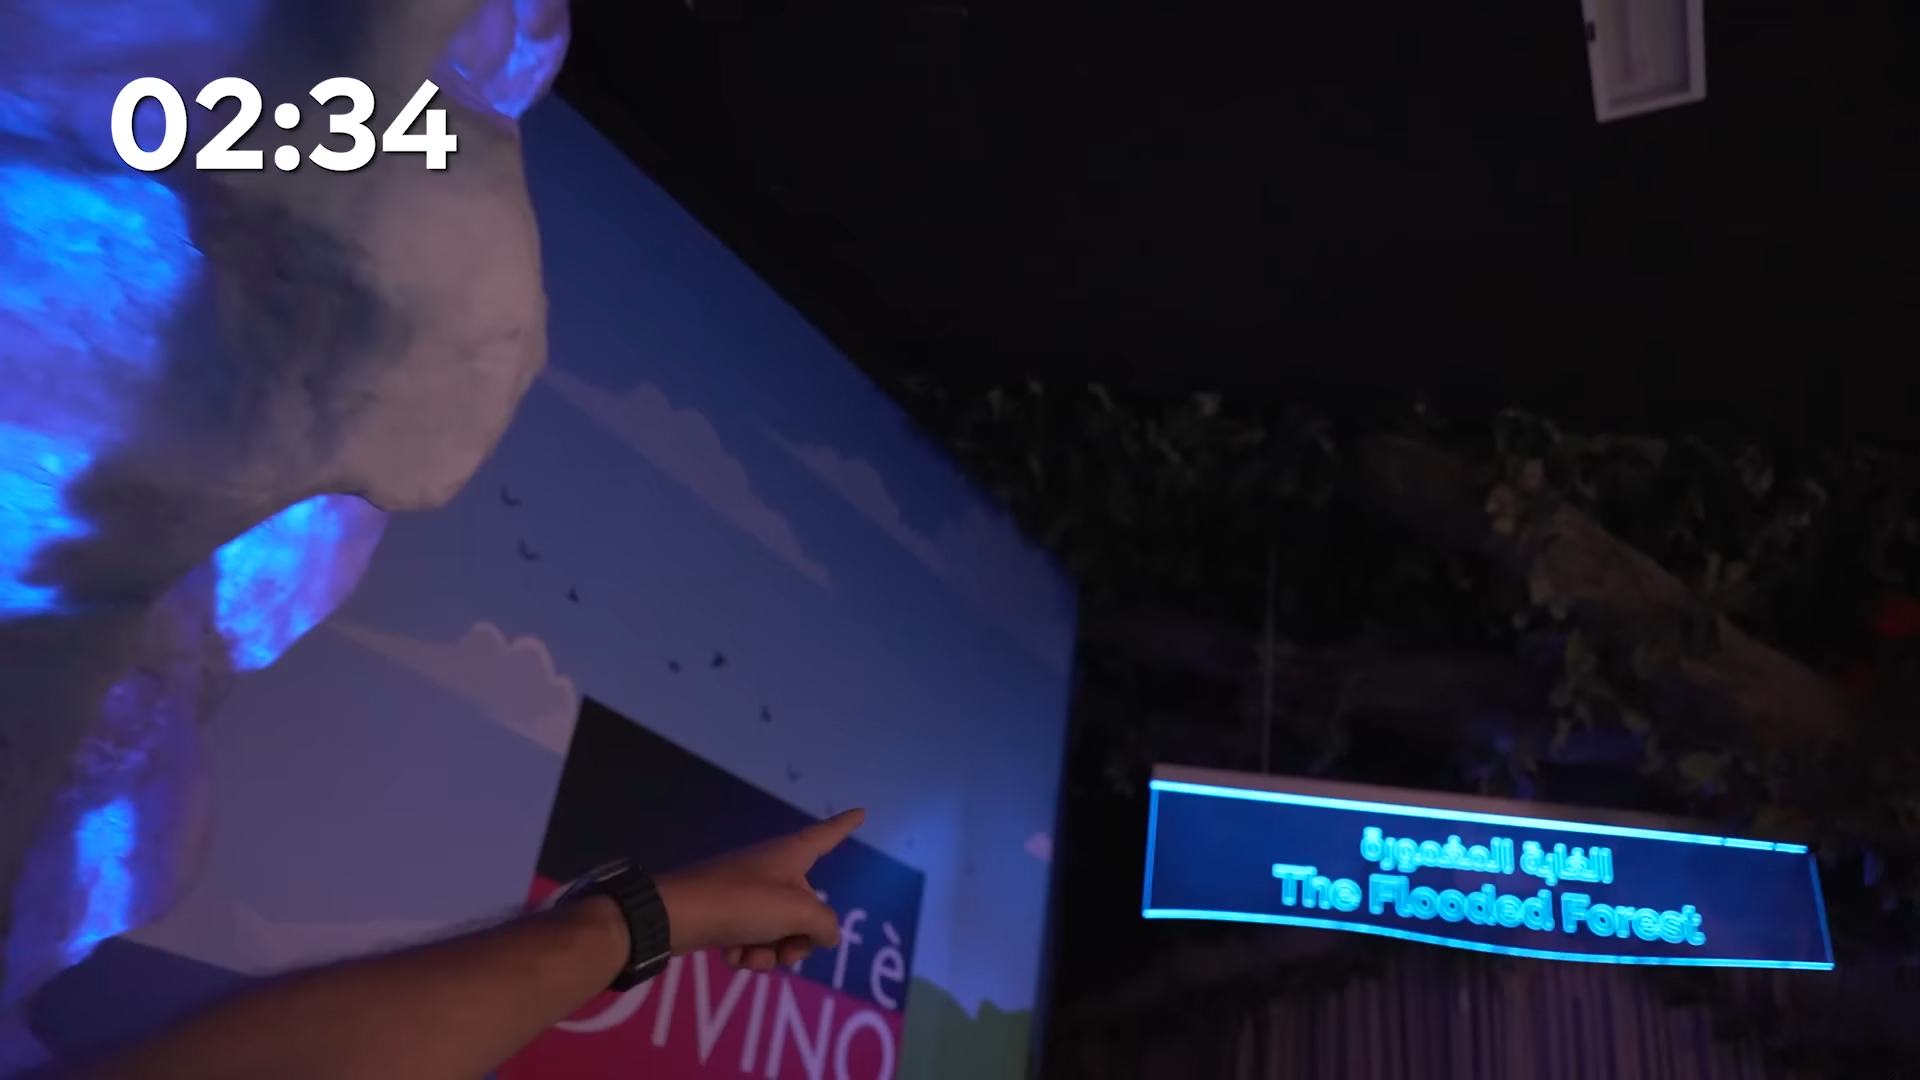 02:34
الغابة المغمورة
The Flooded Forest
fè
DIVINO